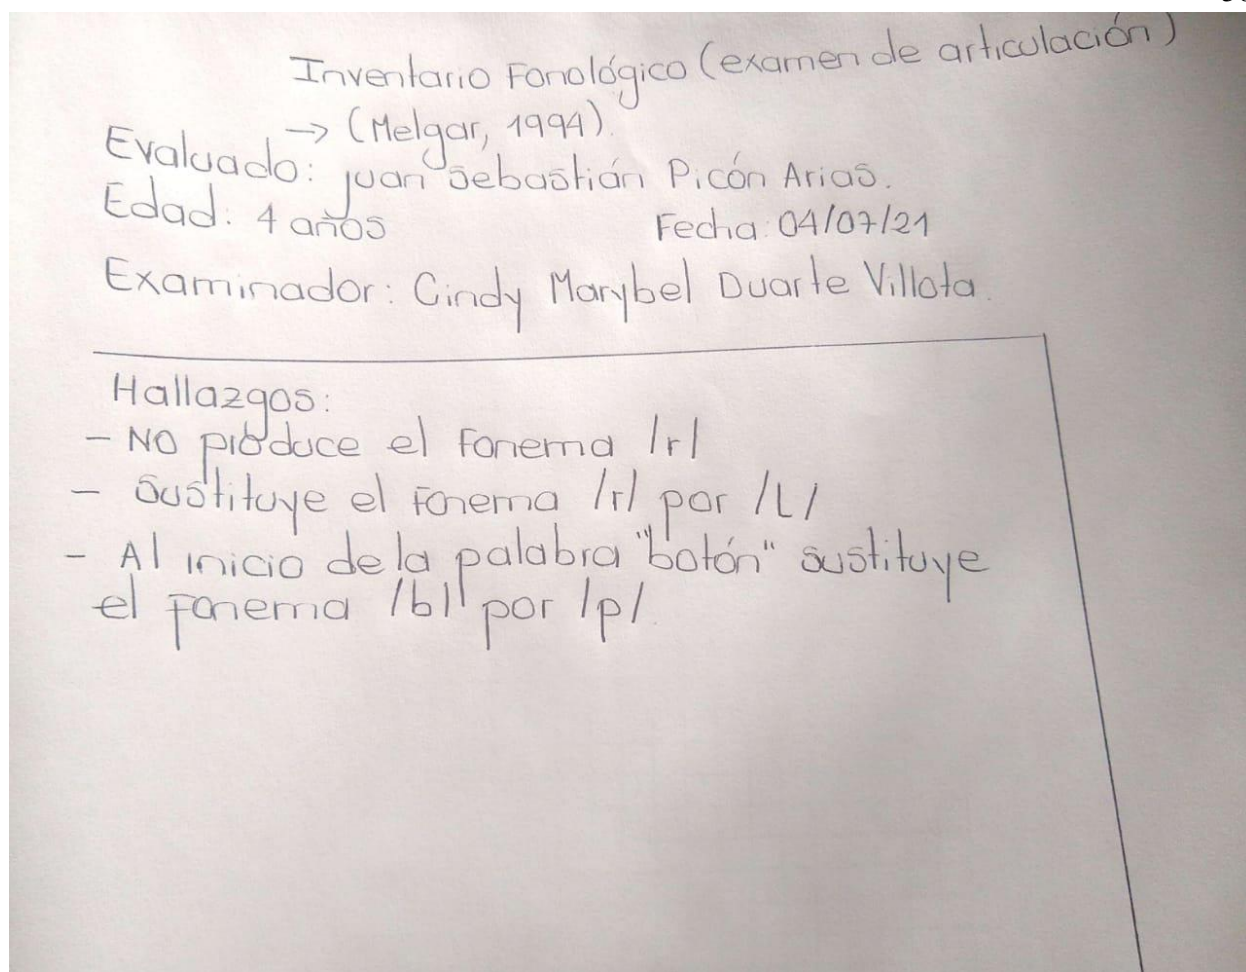 Inventario Fonológico (examen de articulación)
→ (Melgar, 1994).
Evaluado: juan Sebastián Picón Arias.
Edad: 4 años Fecha: 04/07/21
Examinador: Cindy Marybel Duarte Villota.
Hallazgos:
- NO produce el fonema /r/
- Sustituye el fonema /r/ por /L/
- Al inicio de la palabra "botón" sustituye
el fonema /b/ por /p/.